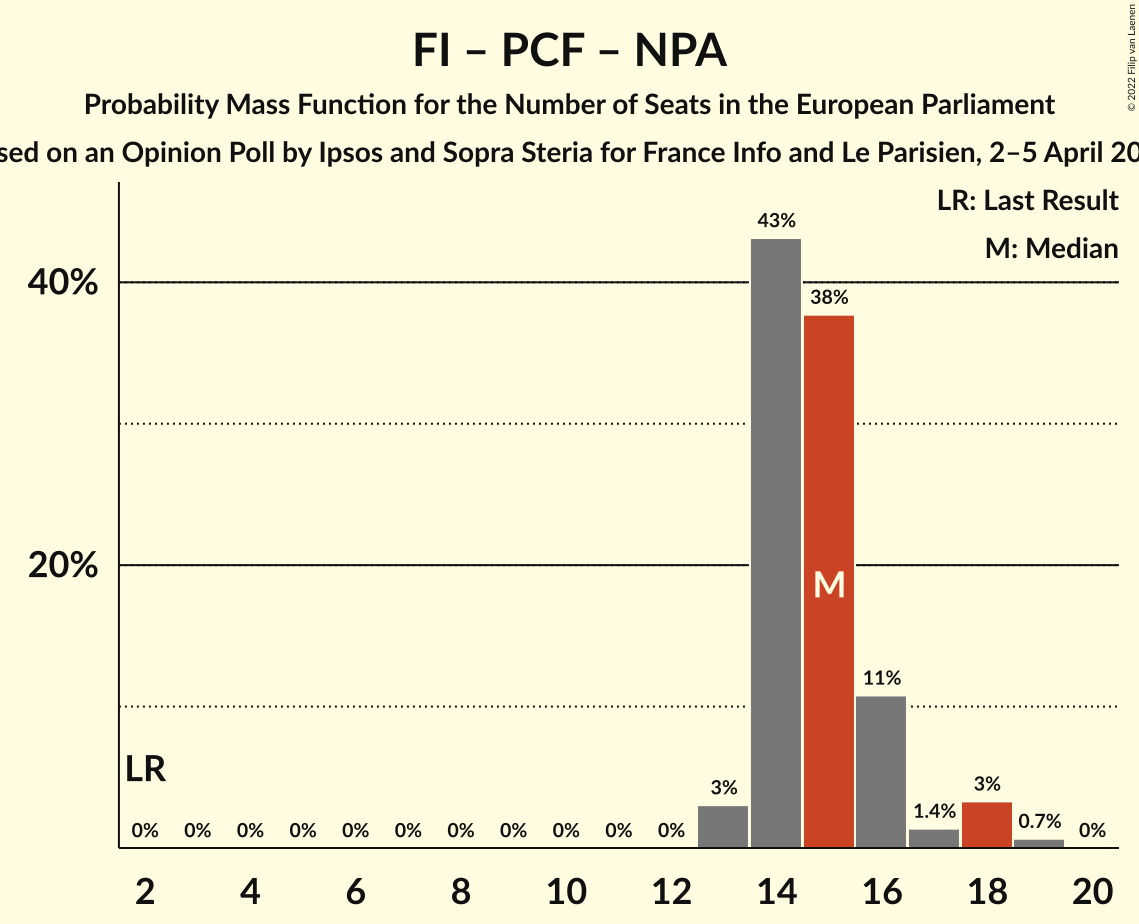 FI – PCF – NPA
Probability Mass Function for the Number of Seats in the European Parliament
on an Opinion Poll by Ipsos and Sopra Steria for France Info and Le Parisien, 2–5 April
© 2022 Filip van Laenen
LR: Last Result
M: Median
43%
40%
38%
20%
M
11%
LR
3%
3%
1.4%
0.7%
0% 0% 0% 0% 0% 0% 0% 0% 0% 0% 0% 0%
2 4 6 8 10 12 14 16 18 20